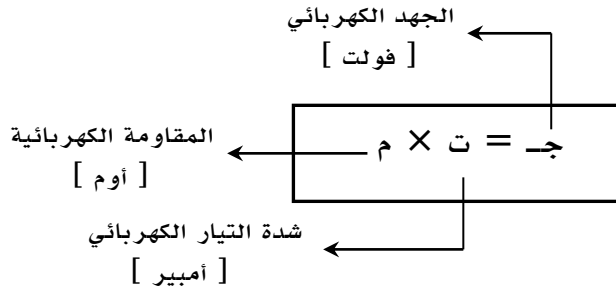 الجهد الكهربائي
[ فولت ]
جـ = ت × م
المقاومة الكهربائية
[ أوم ]
شدة التيار الكهربائي
[ أمبير ]